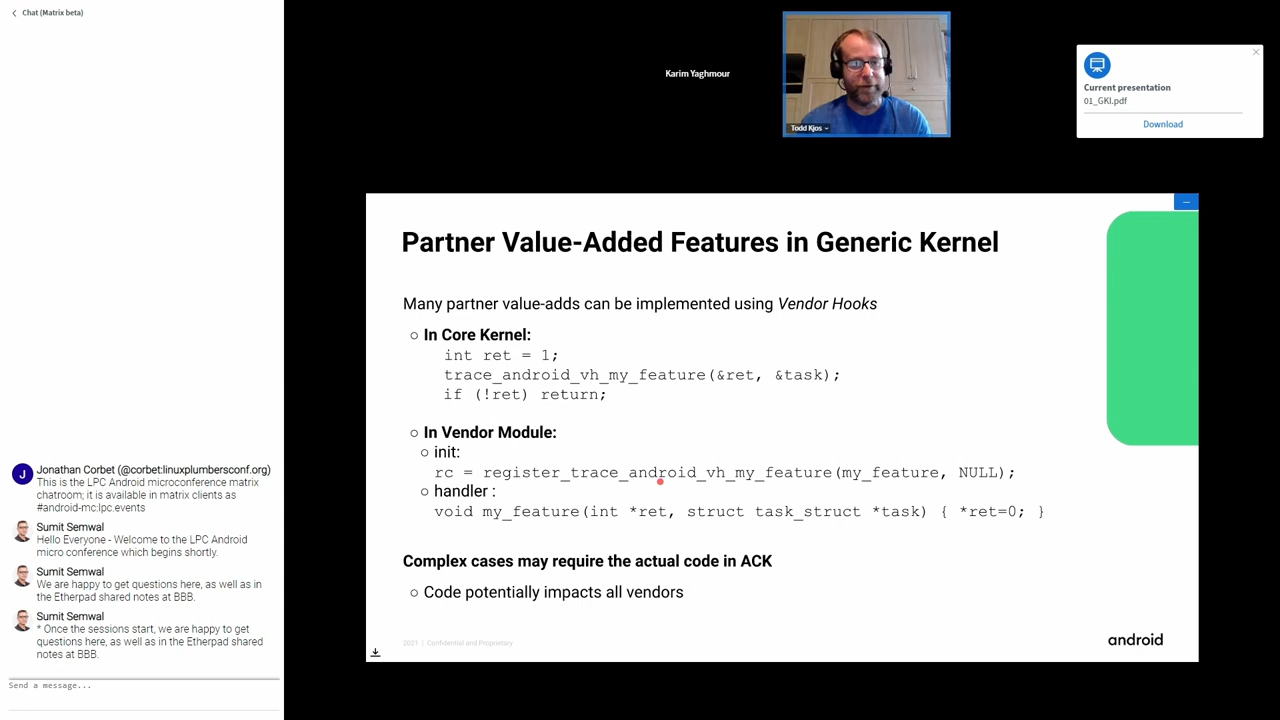 Chat (Matrix beta)
Karim Yaghmour
Todd Kjos
Current presentation
01_GKI.pdf
Download
Partner Value-Added Features in Generic Kernel
Many partner value-adds can be implemented using Vendor Hooks
○ In Core Kernel:
int ret = 1;
trace_android_vh_my_feature(&ret, &task);
if (!ret) return;
○ In Vendor Module:
○ init:
rc = register_trace_android_vh_my_feature(my_feature, NULL);
○ handler :
void my_feature(int *ret, struct task_struct *task) { *ret=0; }
Complex cases may require the actual code in ACK
○ Code potentially impacts all vendors
2021 | Confidential and Proprietary
android
J
Jonathan Corbet (@corbet:linuxplumbersconf.org)
This is the LPC Android microconference matrix
chatroom; it is available in matrix clients as
#android-mc:lpc.events
Sumit Semwal
Hello Everyone - Welcome to the LPC Android
micro conference which begins shortly.
Sumit Semwal
We are happy to get questions here, as well as in
the Etherpad shared notes at BBB.
Sumit Semwal
* Once the sessions start, we are happy to get
questions here, as well as in the Etherpad shared
notes at BBB.
Send a message...